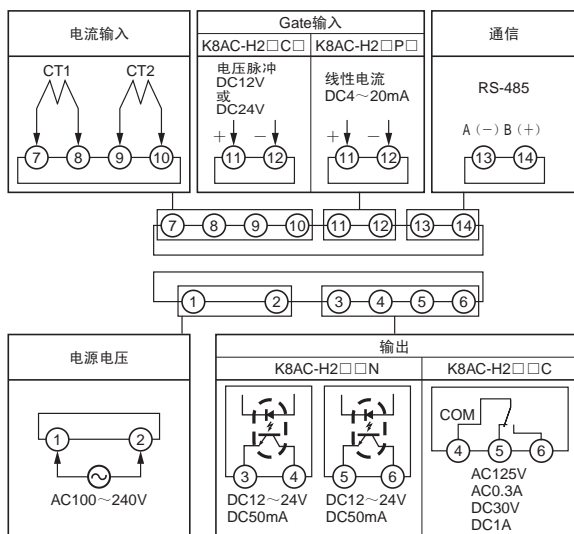 电流输入
CT1 CT2
7 8 9 10
Gate输入
K8AC-H2□C□ K8AC-H2□P□
电压脉冲
DC12V
或
DC24V
+ −
11 12
线性电流
DC4～20mA
+ −
11 12
通信
RS-485
A（−）B（+）
13 14
7 8 9 10 11 12 13 14
1 2 3 4 5 6
电源电压
1 2
AC100～240V
输出
K8AC-H2□□N K8AC-H2□□C
3 4
DC12～24V
DC50mA
5 6
DC12～24V
DC50mA
COM
4 5 6
AC125V
AC0.3A
DC30V
DC1A